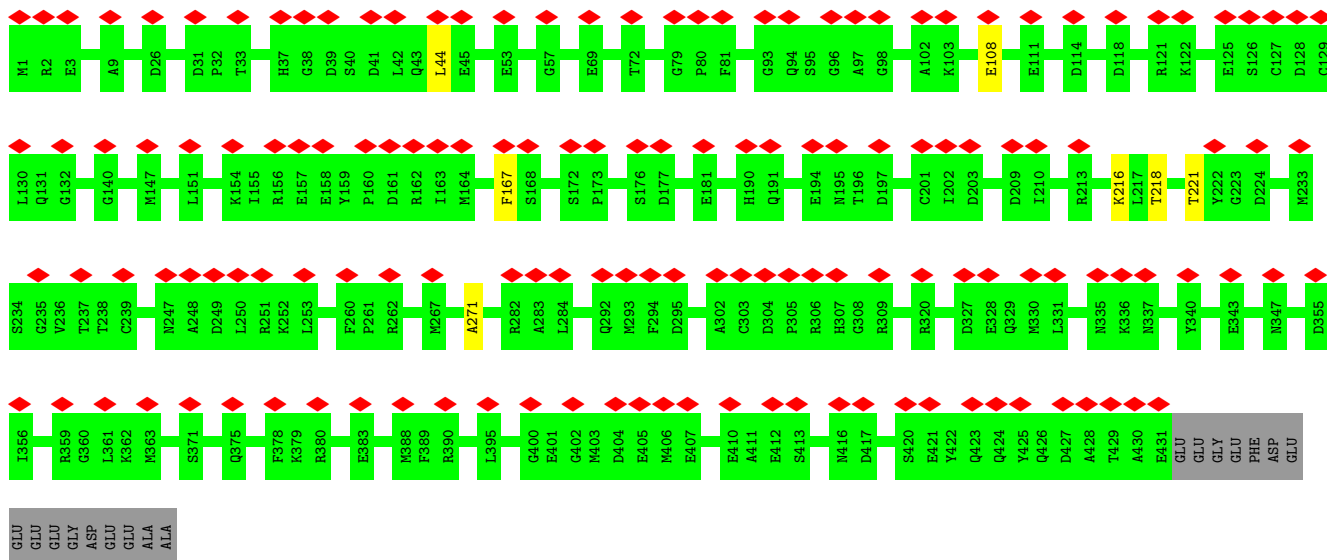 M1 R2 E3 A9 D26 D31 P32 T33 H37 G38 D39 S40 D41 L42 Q43 L44 E45 E53 G57 E69 T72 G79 P80 F81 G93 Q94 S95 G96 A97 G98 A102 K103 E108 E111 D114 D118 R121 K122 E125 S126 C127 D128 C129
L130 Q131 G132 G140 M147 L151 K154 I155 R156 E157 E158 Y159 P160 D161 R162 I163 M164 F167 S168 S172 P173 S176 D177 E181 H190 Q191 E194 N195 T196 D197 C201 I202 D203 D209 I210 R213 K216 L217 T218 T221 Y222 G223 D224 M233
S234 G235 V236 T237 T238 C239 N247 A248 D249 L250 R251 K252 L253 F260 P261 R262 M267 A271 R282 A283 L284 Q292 M293 F294 D295 A302 C303 D304 P305 R306 H307 G308 R309 R320 D327 E328 Q329 M330 L331 N335 K336 N337 Y340 E343 N347 D355
I356 R359 G360 L361 K362 M363 S371 Q375 F378 K379 R380 E383 M388 F389 R390 L395 G400 E401 G402 M403 D404 E405 M406 E407 E410 A411 E412 S413 N416 D417 S420 E421 Y422 Q423 Q424 Y425 Q426 D427 A428 T429 A430 E431 GLU GLU GLY GLU PHE ASP GLU
GLU GLU GLU GLY ASP GLU GLU ALA ALA